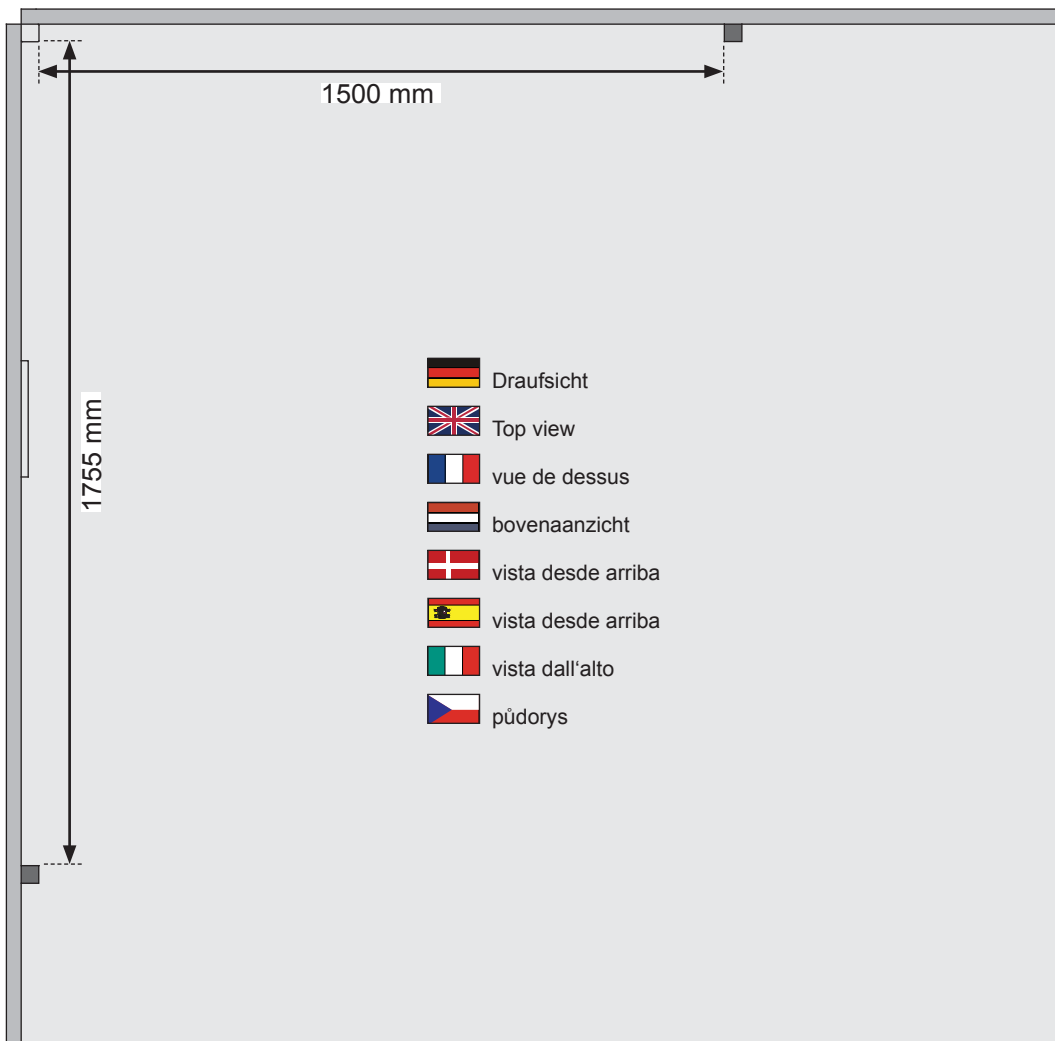 1500 mm
1755 mm
Draufsicht
Top view
vue de dessus
bovenaanzicht
vista desde arriba
vista desde arriba
vista dall‘alto
půdorys